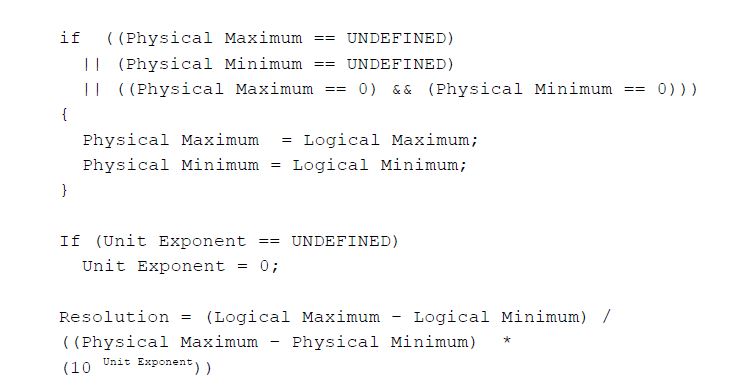 if  ((Physical Maximum == UNDEFINED)
|| (Physical Minimum == UNDEFINED)
|| ((Physical Maximum == 0) && (Physical Minimum == 0)))
{
Physical Maximum  = Logical Maximum;
Physical Minimum = Logical Minimum;
}
If (Unit Exponent == UNDEFINED)
Unit Exponent = 0;
Resolution = (Logical Maximum – Logical Minimum) /
((Physical Maximum – Physical Minimum)  *
(10 Unit Exponent))